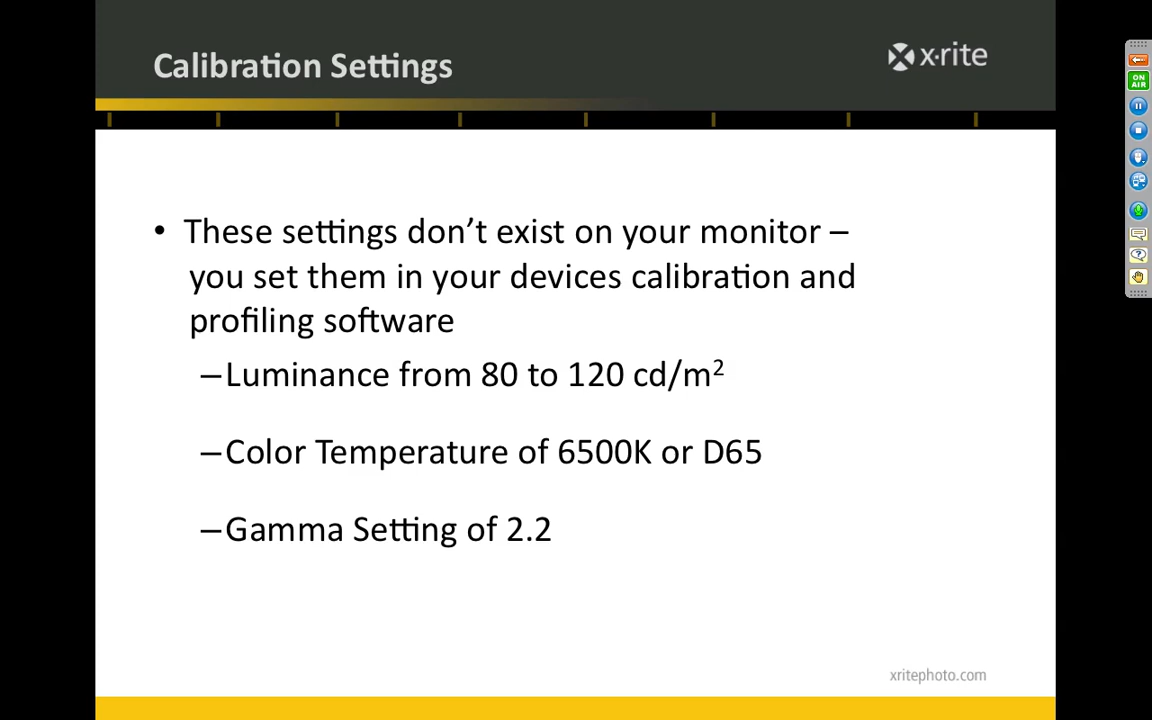 Calibration Settings
x·rite
• These settings don’t exist on your monitor –
you set them in your devices calibration and
profiling software
–Luminance from 80 to 120 cd/m²
–Color Temperature of 6500K or D65
–Gamma Setting of 2.2
xritephoto.com
ON
AIR